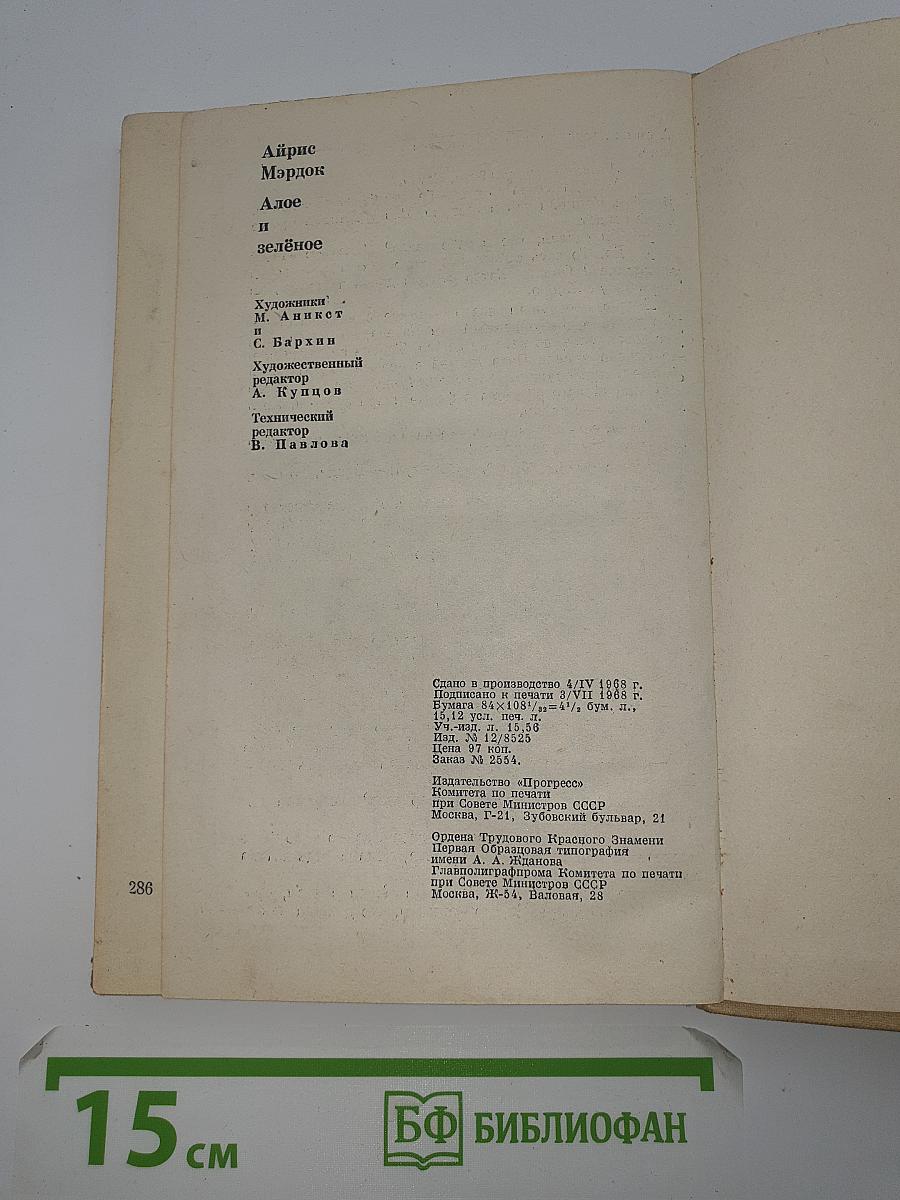 Айрис
Мэрдок
Алое
и
зелёное
Художники
М. Аникст
и
С. Бархин
Художественный
редактор
А. Купцов
Технический
редактор
В. Павлова
Сдано в производство 4/IV 1968 г.
Подписано к печати 3/VII 1968 г.
Бумага 84×108¹/₃₂=4¹/₂ бум. л.,
15,12 усл. печ. л.
Уч.-изд. л. 15,56
Изд. № 12/8525
Цена 97 коп.
Заказ № 2554.
Издательство «Прогресс»
Комитета по печати
при Совете Министров СССР
Москва, Г-21, Зубовский бульвар, 21
Ордена Трудового Красного Знамени
Первая Образцовая типография
имени А. А. Жданова
Главполиграфпрома Комитета по печати
при Совете Министров СССР
Москва, Ж-54, Валовая, 28
286
15 см
БФ БИБЛИОФАН